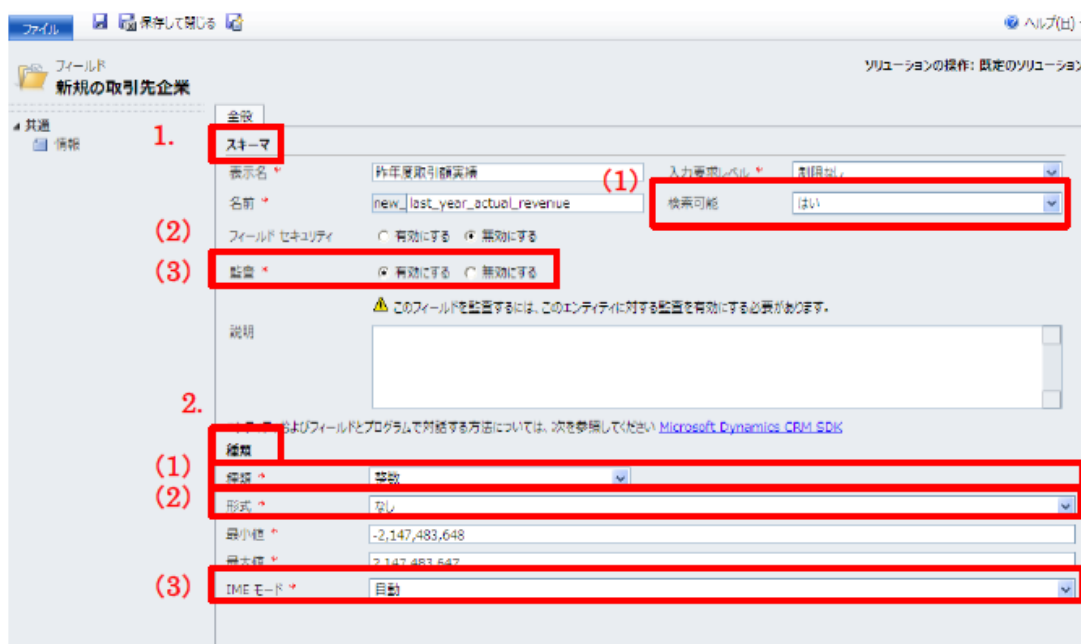 ファイル 保存して閉じる ヘルプ(H)
フィールド
新規の取引先企業
ソリューションの操作: 既定のソリューション
共通
情報
全般
1. スキーマ
表示名 * 昨年度取引額実績 入力要求レベル * 制限なし
名前 * new_ last_year_actual_revenue (1) 検索可能 はい
(2) フィールド セキュリティ 有効にする 無効にする
(3) 監査 * 有効にする 無効にする
このフィールドを監査するには、このエンティティに対する監査を有効にする必要があります。
説明
2.
およびフィールドとプログラムで対話する方法については、次を参照してください Microsoft Dynamics CRM SDK
種類
(1) 種類 * 整数
(2) 形式 * なし
最小値 * -2,147,483,648
最大値 * 2,147,483,647
(3) IME モード * 自動